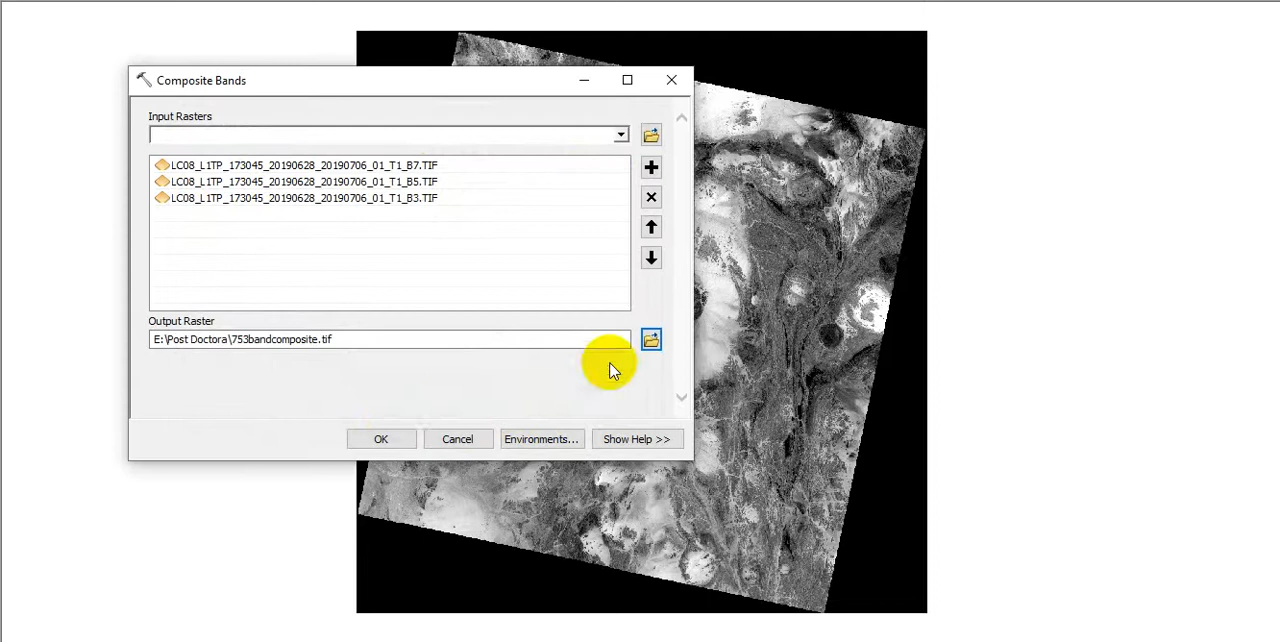 Composite Bands
Input Rasters
LC08_L1TP_173045_20190628_20190706_01_T1_B7.TIF
LC08_L1TP_173045_20190628_20190706_01_T1_B5.TIF
LC08_L1TP_173045_20190628_20190706_01_T1_B3.TIF
Output Raster
E:\Post Doctora\753bandcomposite.tif
OK Cancel Environments... Show Help >>